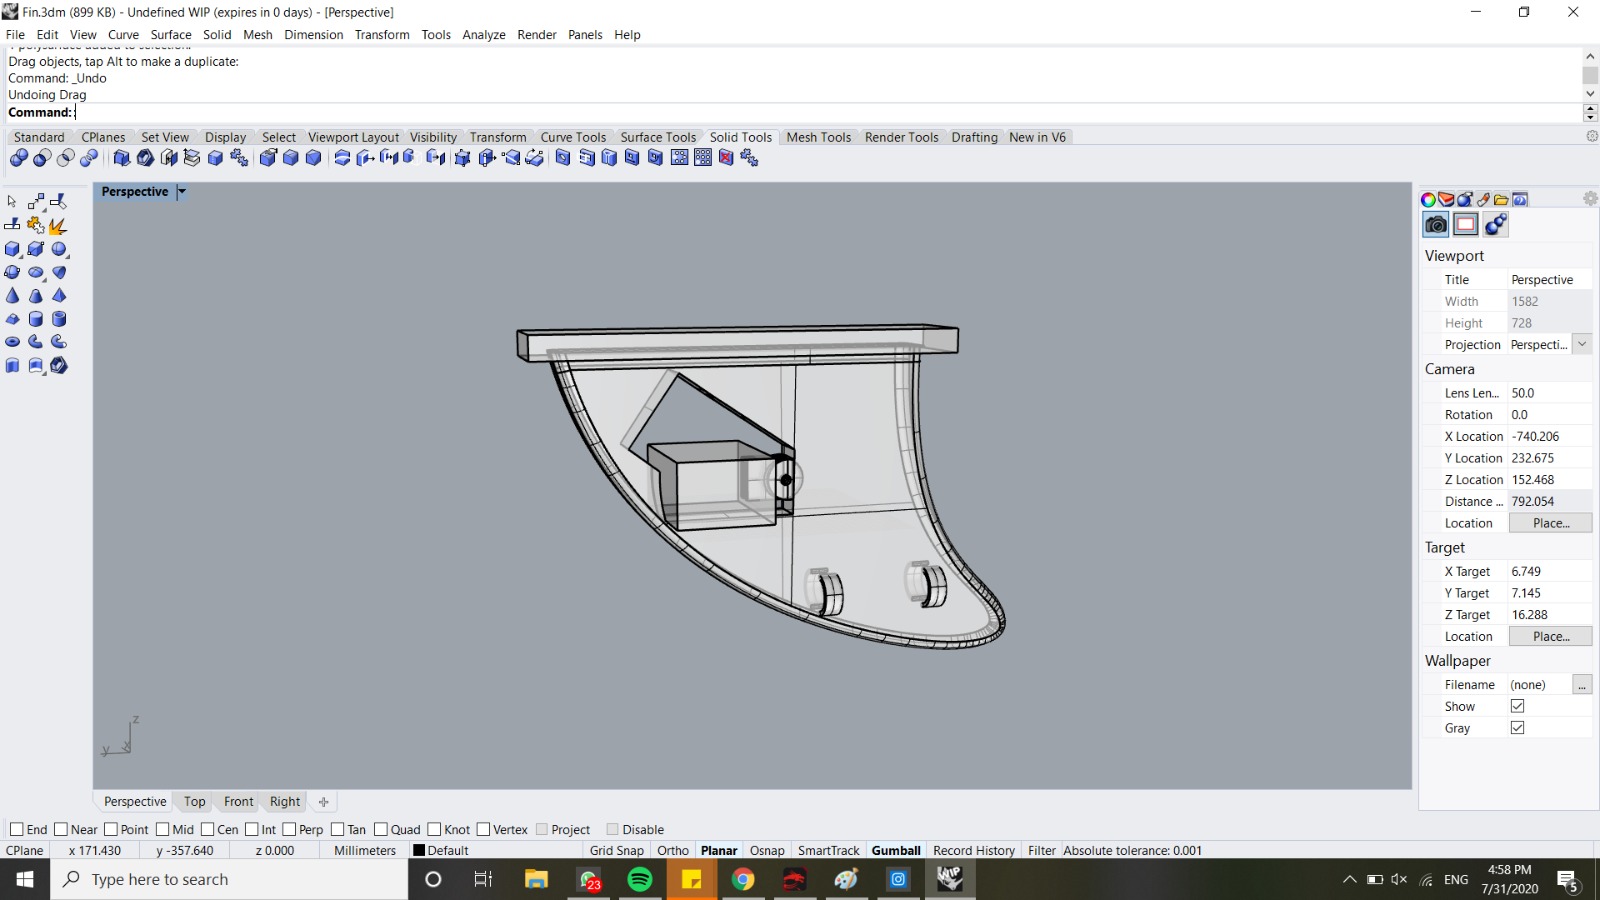 Fin.3dm (899 KB) - Undefined WIP (expires in 0 days) - [Perspective]
File Edit View Curve Surface Solid Mesh Dimension Transform Tools Analyze Render Panels Help
1 polysurface added to selection.
Drag objects, tap Alt to make a duplicate:
Command: _Undo
Undoing Drag
Command:
Standard CPlanes Set View Display Select Viewport Layout Visibility Transform Curve Tools Surface Tools Solid Tools Mesh Tools Render Tools Drafting New in V6
Perspective
Viewport
Title Perspective
Width 1582
Height 728
Projection Perspecti...
Camera
Lens Len... 50.0
Rotation 0.0
X Location -740.206
Y Location 232.675
Z Location 152.468
Distance ... 792.054
Location Place...
Target
X Target 6.749
Y Target 7.145
Z Target 16.288
Location Place...
Wallpaper
Filename (none) ...
Show
Gray
z
y x
Perspective Top Front Right
End Near Point Mid Cen Int Perp Tan Quad Knot Vertex Project Disable
CPlane x 171.430 y -357.640 z 0.000 Millimeters Default Grid Snap Ortho Planar Osnap SmartTrack Gumball Record History Filter Absolute tolerance: 0.001
Type here to search 23 WIP ENG 4:58 PM
7/31/2020 5